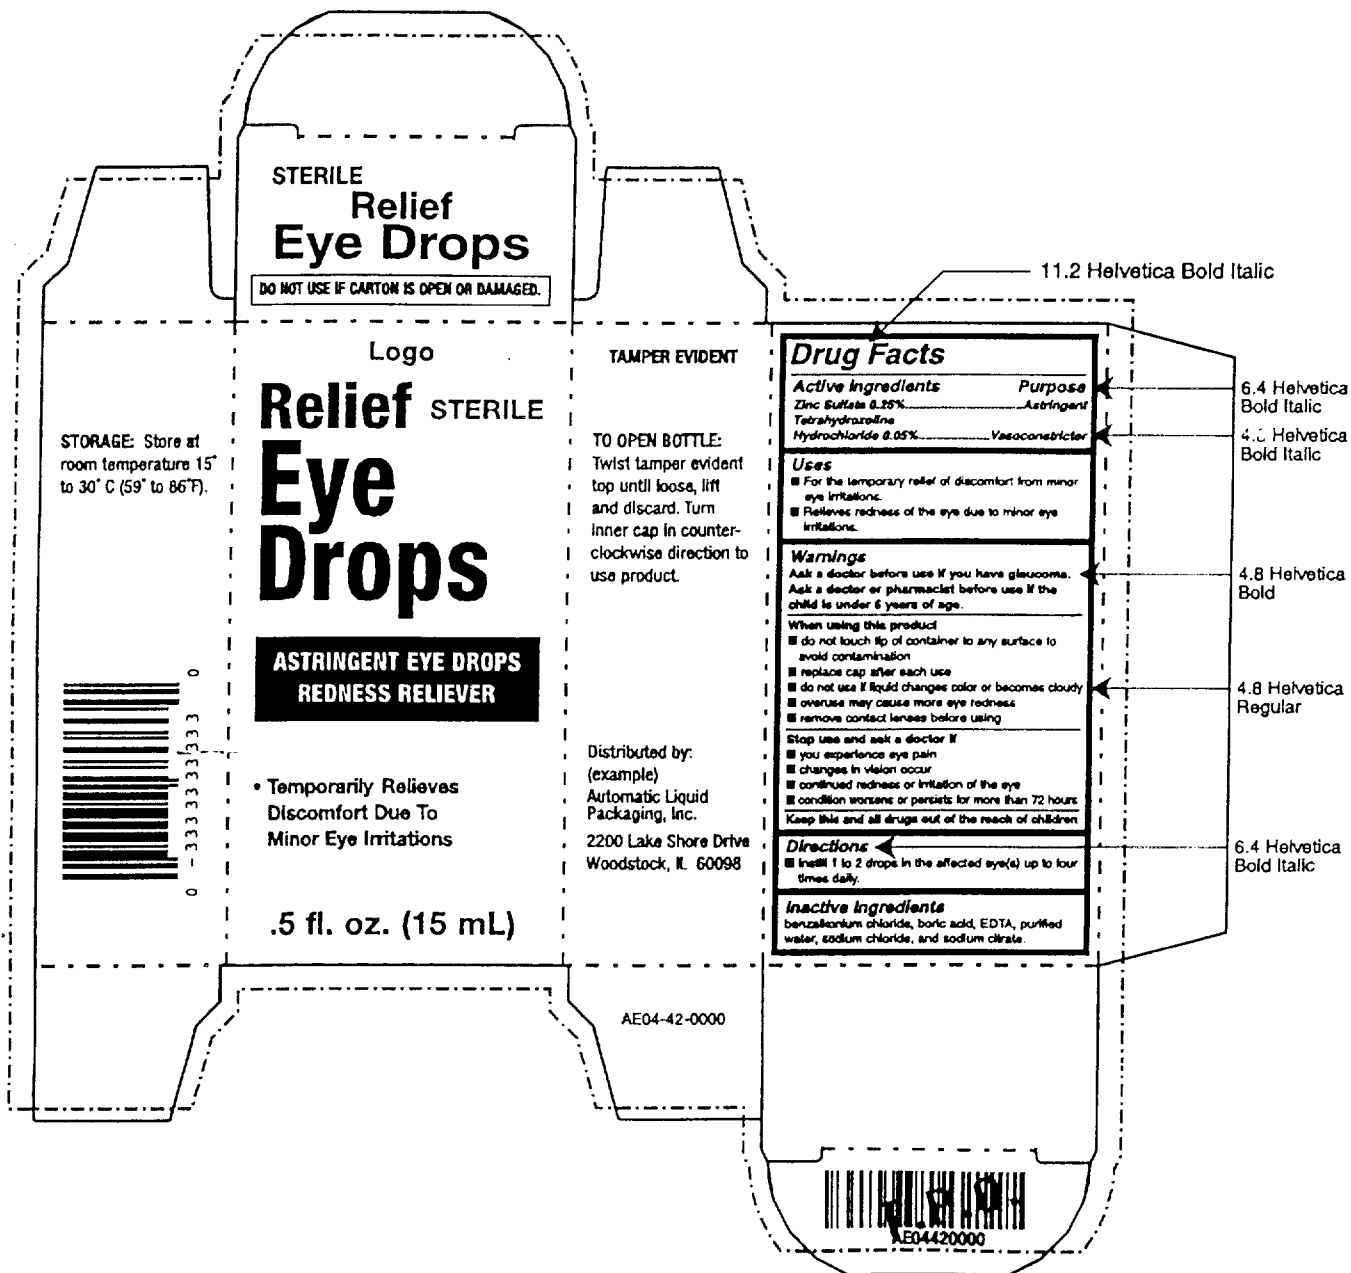 STERILE
Relief
Eye Drops
DO NOT USE IF CARTON IS OPEN OR DAMAGED.
STORAGE: Store at
room temperature 15°
to 30° C (59° to 86°F).
0 -33333 33333 0
Logo
Relief STERILE
Eye
Drops
ASTRINGENT EYE DROPS
REDNESS RELIEVER
• Temporarily Relieves
Discomfort Due To
Minor Eye Irritations
.5 fl. oz. (15 mL)
TAMPER EVIDENT
TO OPEN BOTTLE:
Twist tamper evident
top until loose, lift
and discard. Turn
inner cap in counter-
clockwise direction to
use product.
Distributed by:
(example)
Automatic Liquid
Packaging, Inc.
2200 Lake Shore Drive
Woodstock, IL 60098
AE04-42-0000
Drug Facts
Active Ingredients Purpose
Zinc Sulfate 0.25%....................Astringent
Tetrahydrozoline
Hydrochloride 0.05%...........Vasoconstrictor
Uses
■ For the temporary relief of discomfort from minor
eye irritations.
■ Relieves redness of the eye due to minor eye
irritations.
Warnings
Ask a doctor before use if you have glaucoma.
Ask a doctor or pharmacist before use if the
child is under 6 years of age.
When using this product
■ do not touch tip of container to any surface to
avoid contamination
■ replace cap after each use
■ do not use if liquid changes color or becomes cloudy
■ overuse may cause more eye redness
■ remove contact lenses before using
Stop use and ask a doctor if
■ you experience eye pain
■ changes in vision occur
■ continued redness or irritation of the eye
■ condition worsens or persists for more than 72 hours
Keep this and all drugs out of the reach of children
Directions
■ Instill 1 to 2 drops in the affected eye(s) up to four
times daily.
Inactive Ingredients
benzalkonium chloride, boric acid, EDTA, purified
water, sodium chloride, and sodium citrate.
AE04420000
11.2 Helvetica Bold Italic
6.4 Helvetica
Bold Italic
Helvetica
Bold Italic
4.8 Helvetica
Bold
4.8 Helvetica
Regular
6.4 Helvetica
Bold Italic